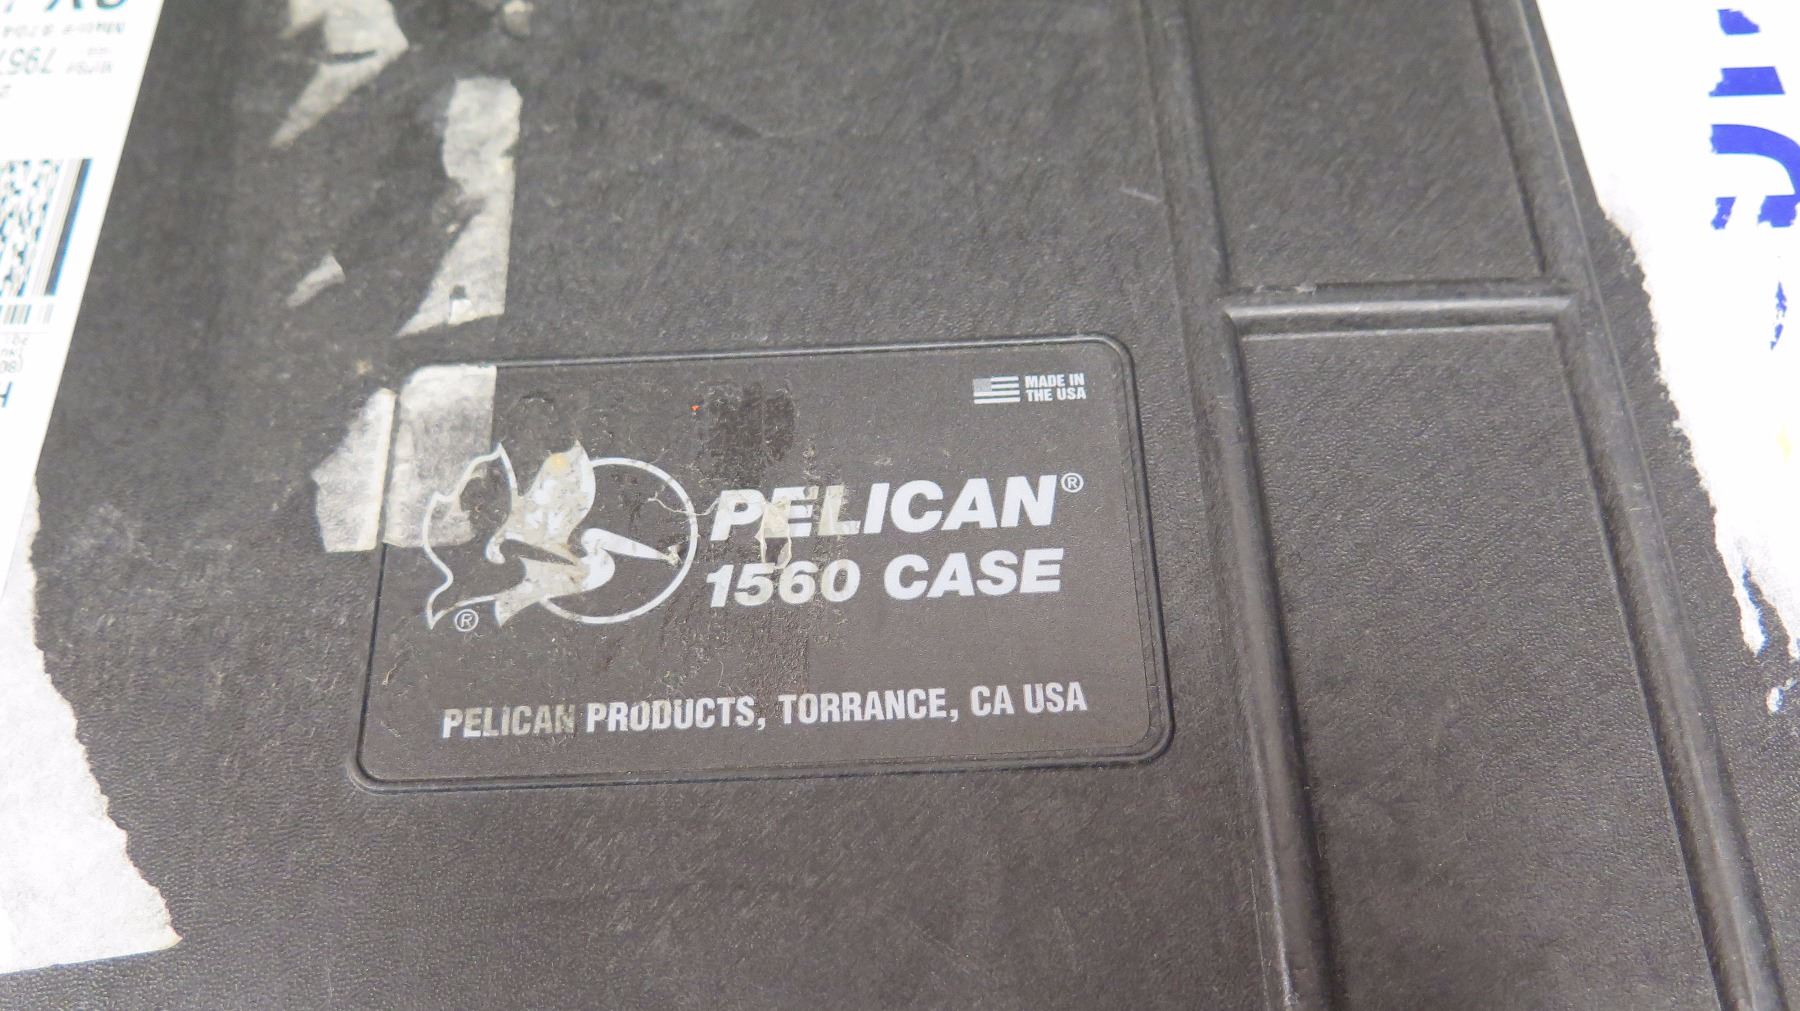 MADE IN
THE USA
PELICAN®
1560 CASE
®
PELICAN PRODUCTS, TORRANCE, CA USA